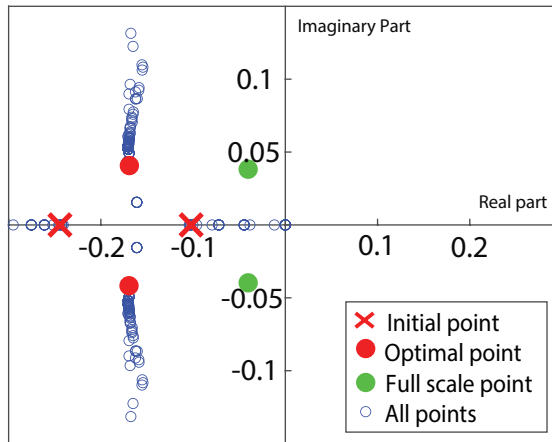 Imaginary Part
0.1
0.05
Real part
-0.2
-0.1
0.1
0.2
-0.05
-0.1
Initial point
Optimal point
Full scale point
All points